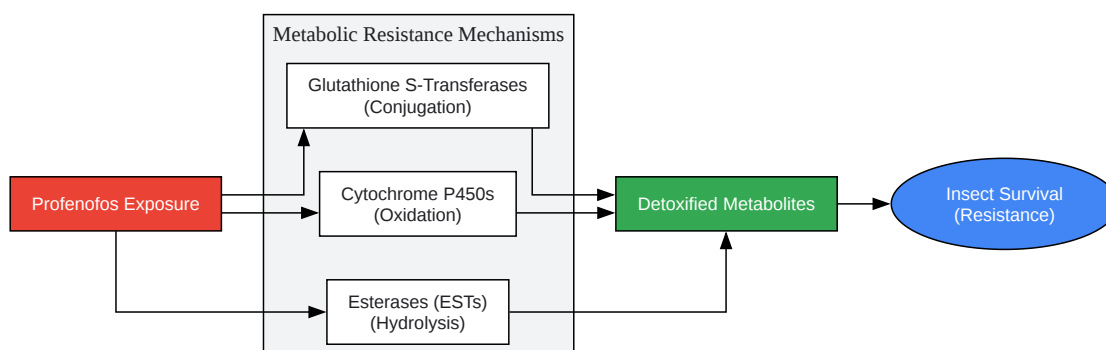 Metabolic Resistance Mechanisms
Glutathione S-Transferases
(Conjugation)
Profenofos Exposure
Cytochrome P450s
(Oxidation)
Esterases (ESTs)
(Hydrolysis)
Detoxified Metabolites
Insect Survival
(Resistance)